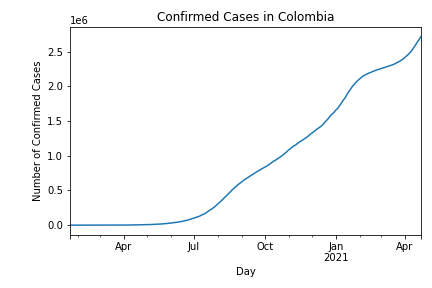 Confirmed Cases in Colombia
1e6
2.5
2.0
1.5
1.0
0.5
0.0
Number of Confirmed Cases
Apr
Jul
Oct
Jan
2021
Apr
Day